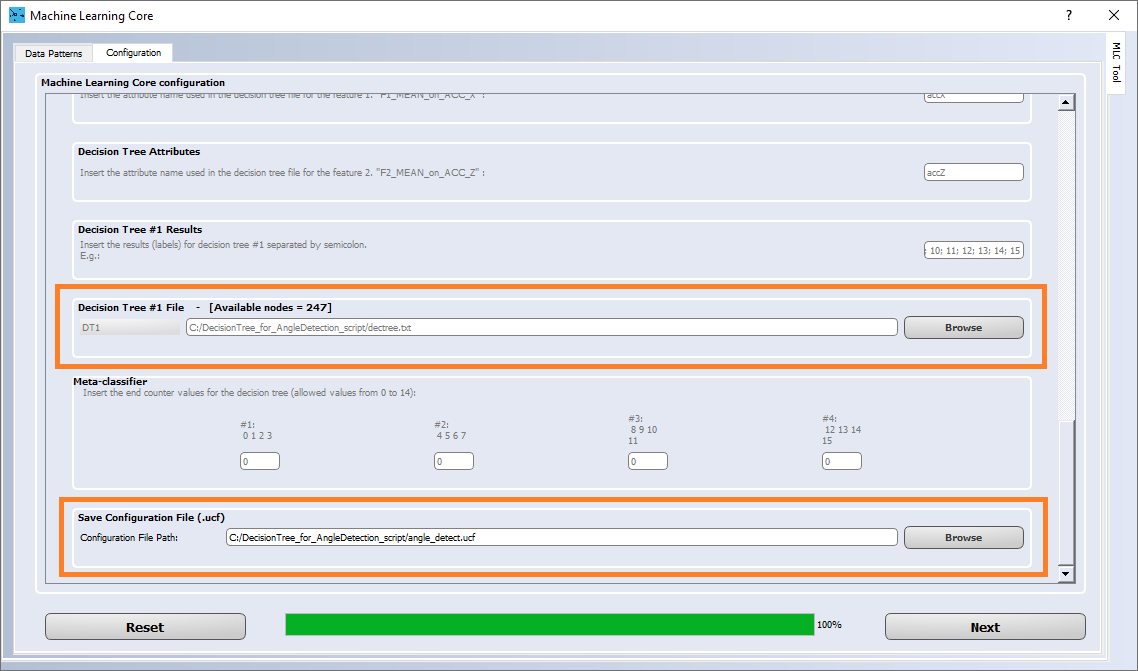 Machine Learning Core
?
Data Patterns
Configuration
MLC Tool
Machine Learning Core configuration
Insert the attribute name used in the decision tree file for the feature 1. "F1_MEAN_on_ACC_X" :
accX
Decision Tree Attributes
Insert the attribute name used in the decision tree file for the feature 2. "F2_MEAN_on_ACC_Z" :
accZ
Decision Tree #1 Results
Insert the results (labels) for decision tree #1 separated by semicolon.
E.g.:
; 10; 11; 12; 13; 14; 15
Decision Tree #1 File - [Available nodes = 247]
DT1
C:/DecisionTree_for_AngleDetection_script/dectree.txt
Browse
Meta-classifier
Insert the end counter values for the decision tree (allowed values from 0 to 14):
#1:
0 1 2 3
0
#2:
4 5 6 7
0
#3:
8 9 10
11
0
#4:
12 13 14
15
0
Save Configuration File (.ucf)
Configuration File Path:
C:/DecisionTree_for_AngleDetection_script/angle_detect.ucf
Browse
Reset
100%
Next